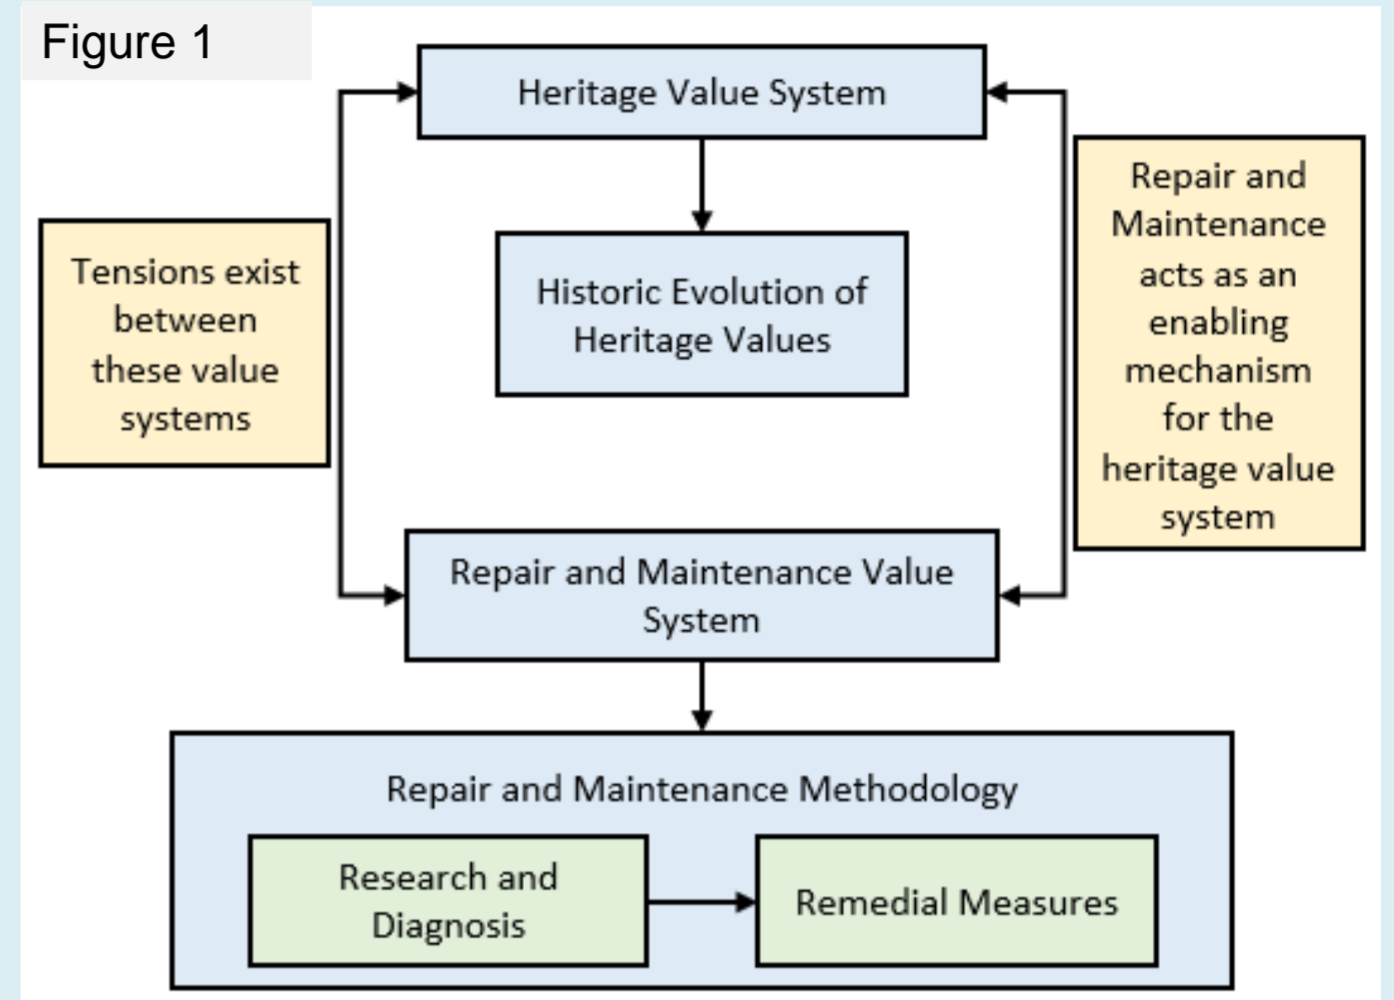 Figure 1
Heritage Value System
Tensions exist
between
these value
systems
Historic Evolution of
Heritage Values
Repair and
Maintenance
acts as an
enabling
mechanism
for the
heritage value
system
Repair and Maintenance Value
System
Repair and Maintenance Methodology
Research and
Diagnosis
Remedial Measures